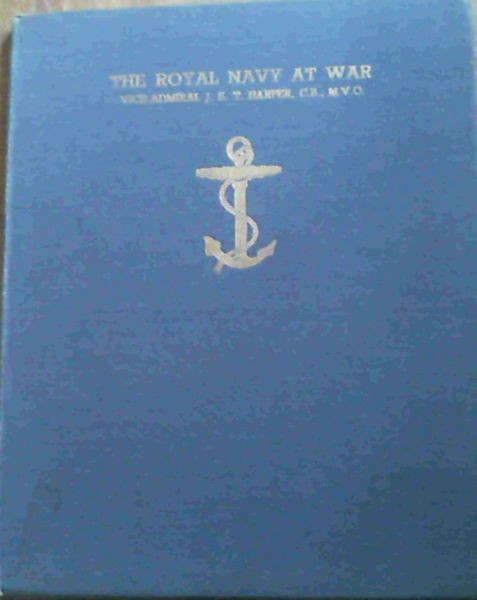 THE ROYAL NAVY AT WAR
VICE-ADMIRAL J. E. T. HARPER, C.B., M.V.O.